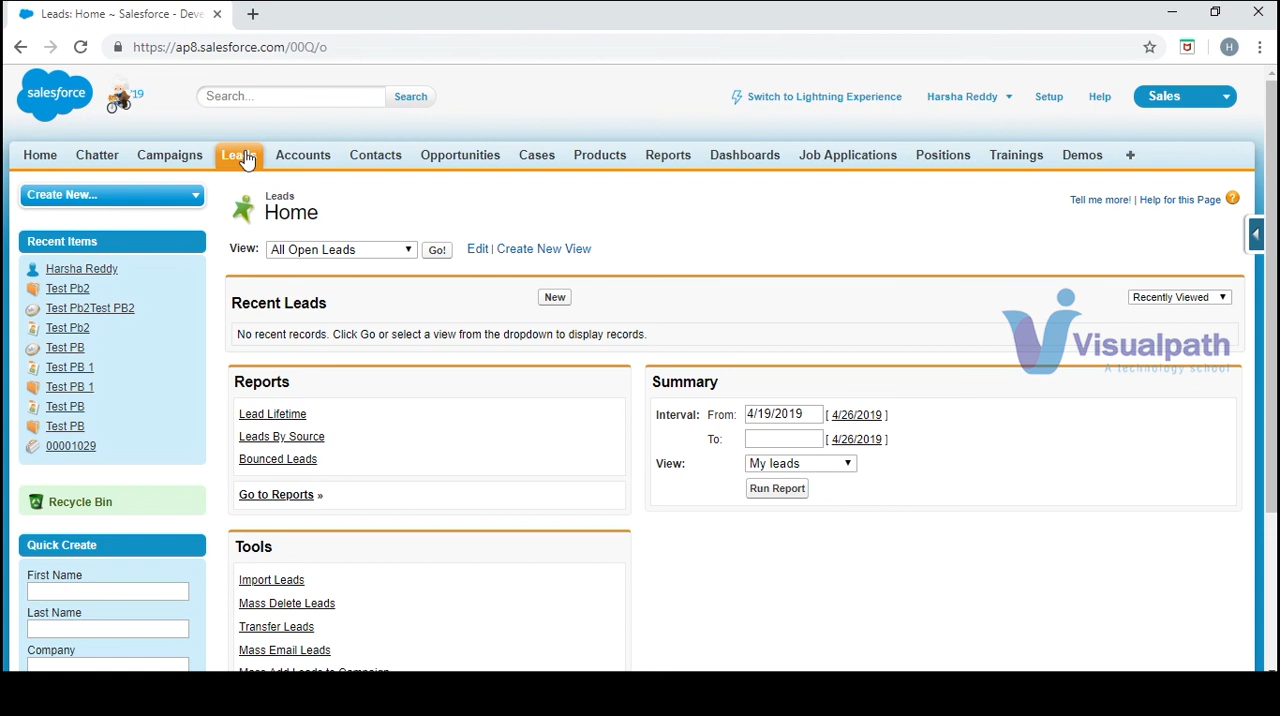 Leads: Home ~ Salesforce - Deve
https://ap8.salesforce.com/00Q/o
H
salesforce
'19
Search...
Search
Switch to Lightning Experience
Harsha Reddy
Setup
Help
Sales
Home
Chatter
Campaigns
Leads
Accounts
Contacts
Opportunities
Cases
Products
Reports
Dashboards
Job Applications
Positions
Trainings
Demos
+
Create New...
Recent Items
Harsha Reddy
Test Pb2
Test Pb2Test PB2
Test Pb2
Test PB
Test PB 1
Test PB 1
Test PB
Test PB
00001029
Recycle Bin
Quick Create
First Name
Last Name
Company
Leads
Home
Tell me more! | Help for this Page
View: All Open Leads Go! Edit | Create New View
Recent Leads
New
Recently Viewed
No recent records. Click Go or select a view from the dropdown to display records.
Visualpath
A technology school
Reports
Lead Lifetime
Leads By Source
Bounced Leads
Go to Reports »
Summary
Interval: From: 4/19/2019 [ 4/26/2019 ]
To: [ 4/26/2019 ]
View: My leads
Run Report
Tools
Import Leads
Mass Delete Leads
Transfer Leads
Mass Email Leads
Mass Add Leads to Campaign